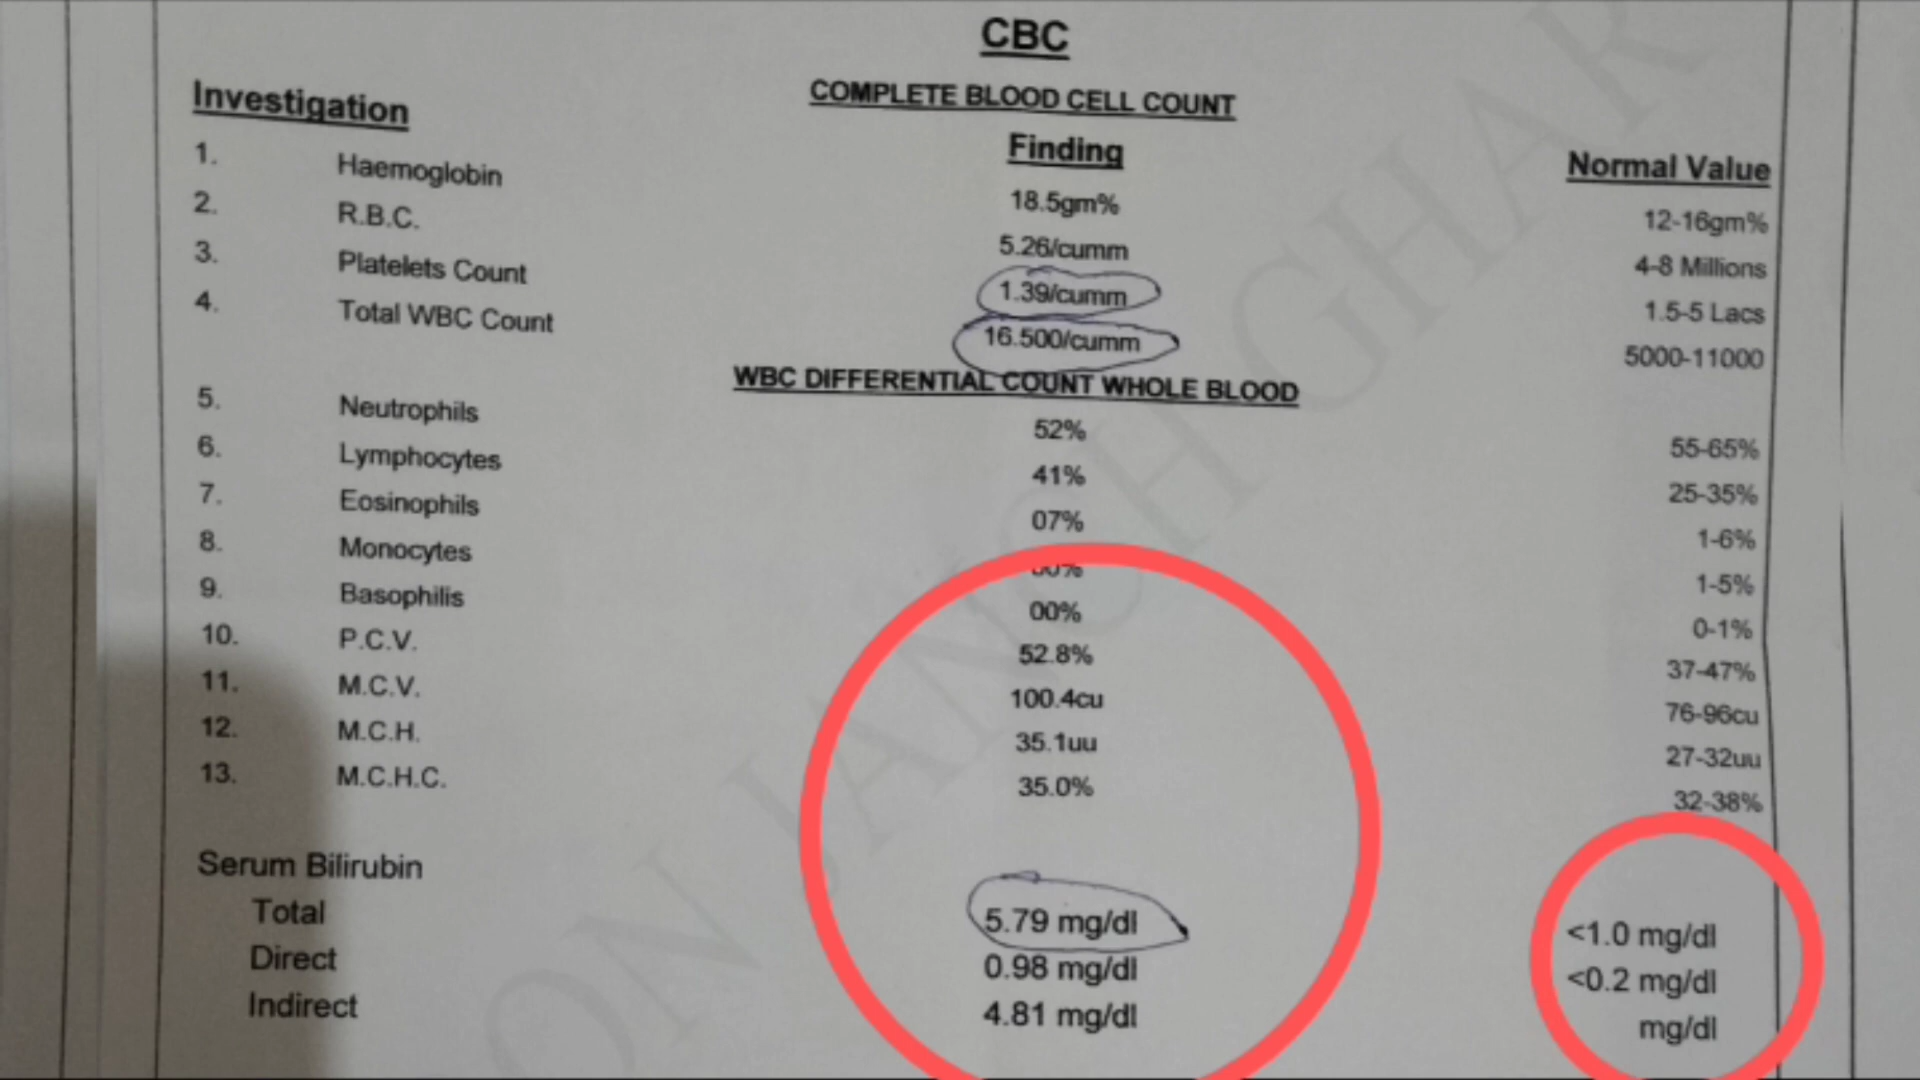 CBC
COMPLETE BLOOD CELL COUNT
Investigation Finding Normal Value
1. Haemoglobin 18.5gm% 12-16gm%
2. R.B.C. 5.26/cumm 4-8 Millions
3. Platelets Count 1.39/cumm 1.5-5 Lacs
4. Total WBC Count 16.500/cumm 5000-11000
WBC DIFFERENTIAL COUNT WHOLE BLOOD
5. Neutrophils 52% 55-65%
6. Lymphocytes 41% 25-35%
7. Eosinophils 07% 1-6%
8. Monocytes 1-5%
9. Basophilis 00% 0-1%
10. P.C.V. 52.8% 37-47%
11. M.C.V. 100.4cu 76-96cu
12. M.C.H. 35.1uu 27-32uu
13. M.C.H.C. 35.0% 32-38%
Serum Bilirubin
Total 5.79 mg/dl <1.0 mg/dl
Direct 0.98 mg/dl <0.2 mg/dl
Indirect 4.81 mg/dl mg/dl